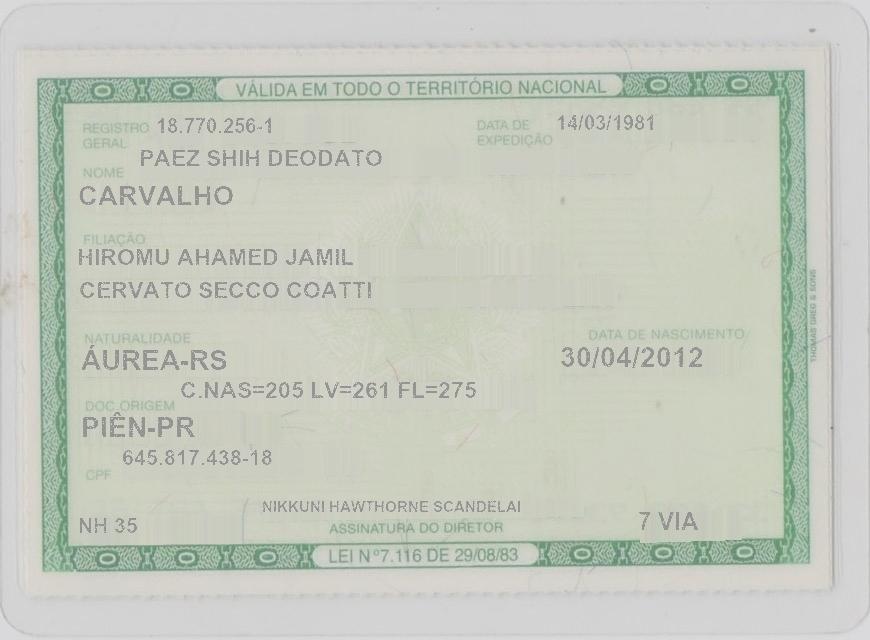 VÁLIDA EM TODO O TERRITÓRIO NACIONAL
REGISTRO GERAL 18.770.256-1 DATA DE EXPEDIÇÃO 14/03/1981
NOME PAEZ SHIH DEODATO
CARVALHO
FILIAÇÃO
HIROMU AHAMED JAMIL
CERVATO SECCO COATTI
NATURALIDADE DATA DE NASCIMENTO
ÁUREA-RS 30/04/2012
C.NAS=205 LV=261 FL=275
DOC.ORIGEM
PIÊN-PR
645.817.438-18
CPF
NIKKUNI HAWTHORNE SCANDELAI
NH 35 ASSINATURA DO DIRETOR 7 VIA
LEI Nº7.116 DE 29/08/83
THOMAS GREG & SONS